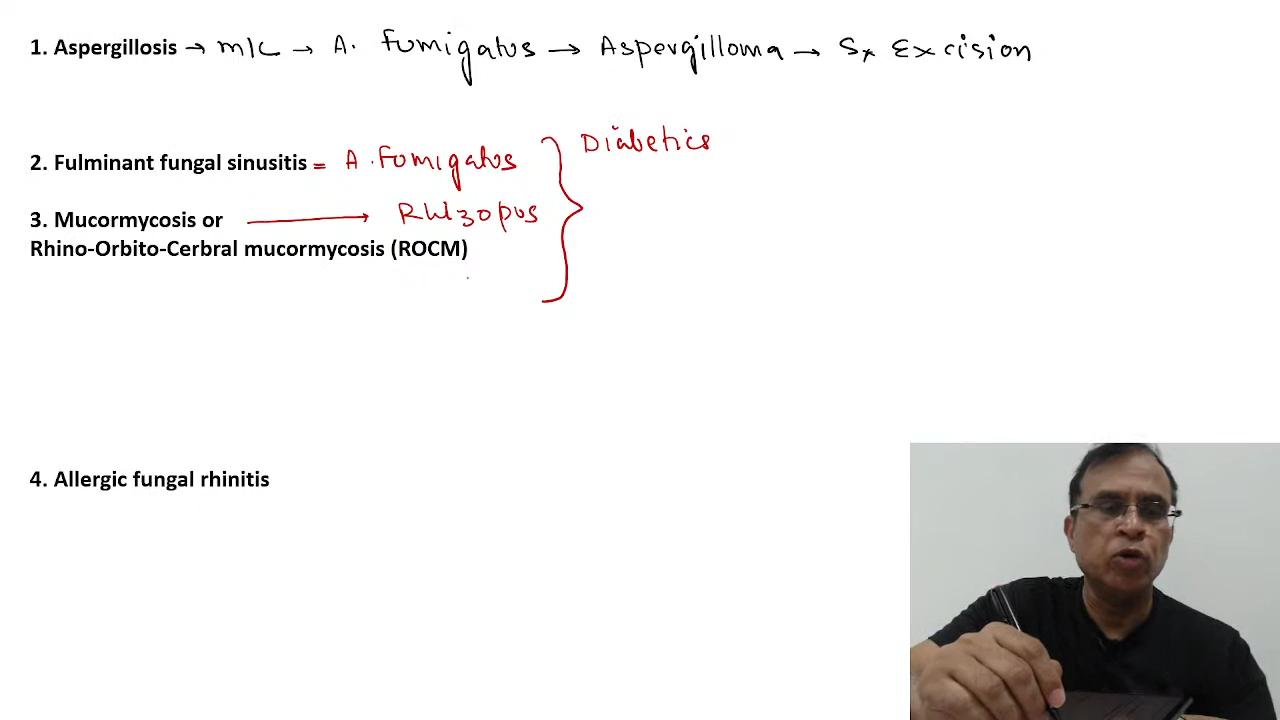 1. Aspergillosis → m/c → A. Fumigatus → Aspergilloma → Sx Excision
2. Fulminant fungal sinusitis = A. Fumigatus
Diabetics
3. Mucormycosis or → Rhizopus
Rhino-Orbito-Cerbral mucormycosis (ROCM)
4. Allergic fungal rhinitis